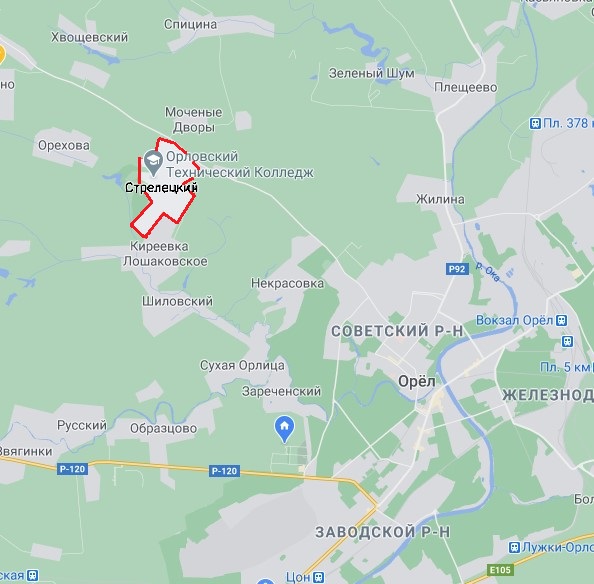 Хвощевский
Спицина
Зеленый Шум
Плещеево
но
Моченые
Дворы
Пл. 378 к
Орехова
Орловский
Технический Колледж
Стрелецкий
Жилина
Киреевка
Лошаковское
Р92
р. Ока
Некрасовка
Шиловский
СОВЕТСКИЙ Р-Н
Вокзал Орёл
Сухая Орлица
Пл. 5 км
Орёл
Зареченский
ЖЕЛЕЗНОД
Русский
Образцово
Звягинки
Р-120
Р-120
Бол
ЗАВОДСКОЙ Р-Н
Лужки-Орло
Е105
ская
Цон